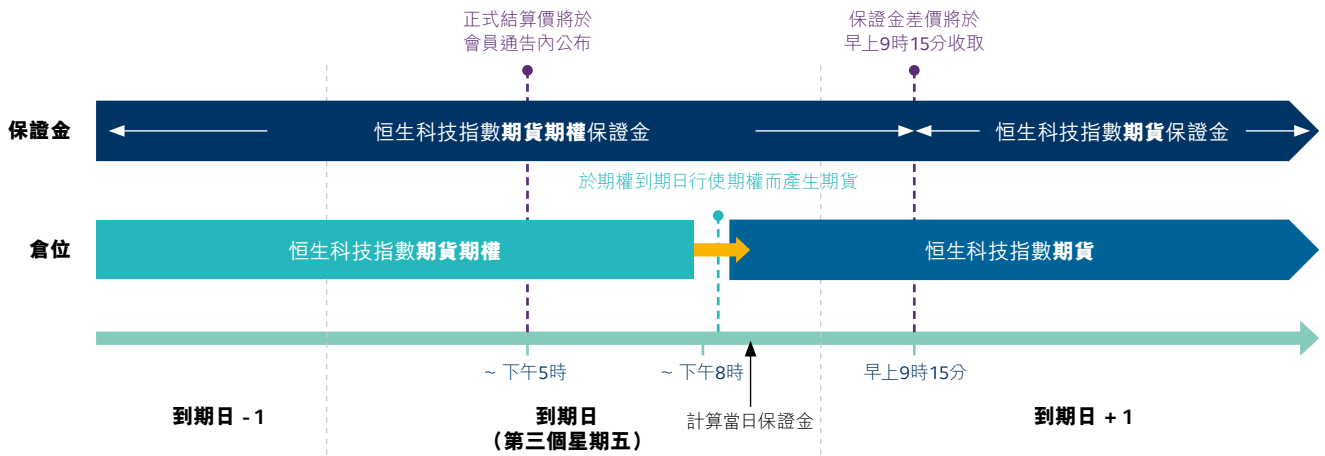 正式結算價將於
會員通告內公布
保證金差價將於
早上9時15分收取
保證金
恒生科技指數期貨期權保證金
恒生科技指數期貨保證金
於期權到期日行使期權而產生期貨
倉位
恒生科技指數期貨期權
恒生科技指數期貨
~ 下午5時
~ 下午8時
早上9時15分
計算當日保證金
到期日 - 1
到期日
（第三個星期五）
到期日 + 1